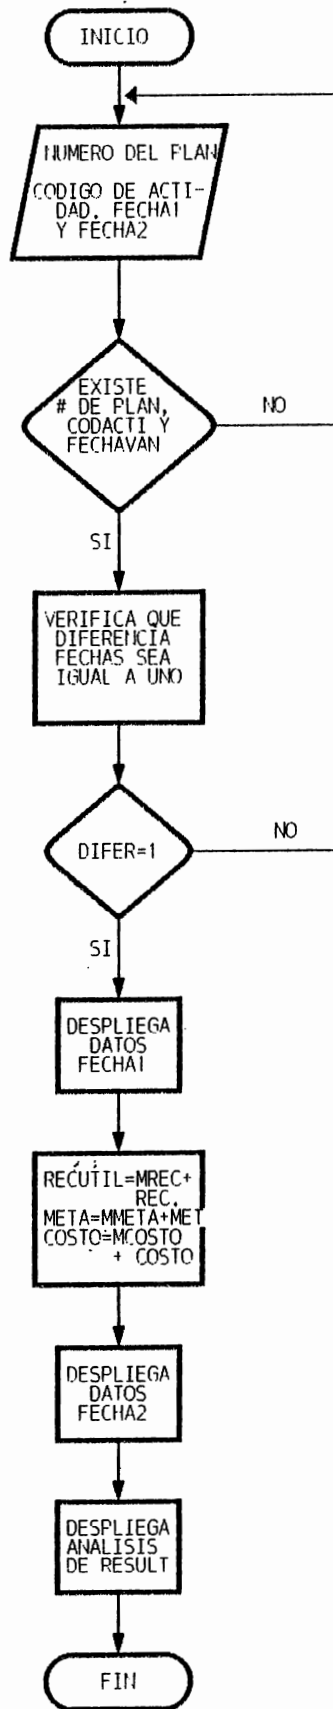 INICIO
NUMERO DEL PLAN
CODIGO DE ACTI-
DAD, FECHA1
Y FECHA2
EXISTE
# DE PLAN,
CODACTI Y
FECHAVAN
NO
SI
VERIFICA QUE
DIFERENCIA
FECHAS SEA
IGUAL A UNO
DIFER=1
NO
SI
DESPLIEGA
DATOS
FECHA1
RECUTIL=MREC+
REC.
META=MMETA+MET
COSTO=MCOSTO
+ COSTO
DESPLIEGA
DATOS
FECHA2
DESPLIEGA
ANALISIS
DE RESULT
FIN